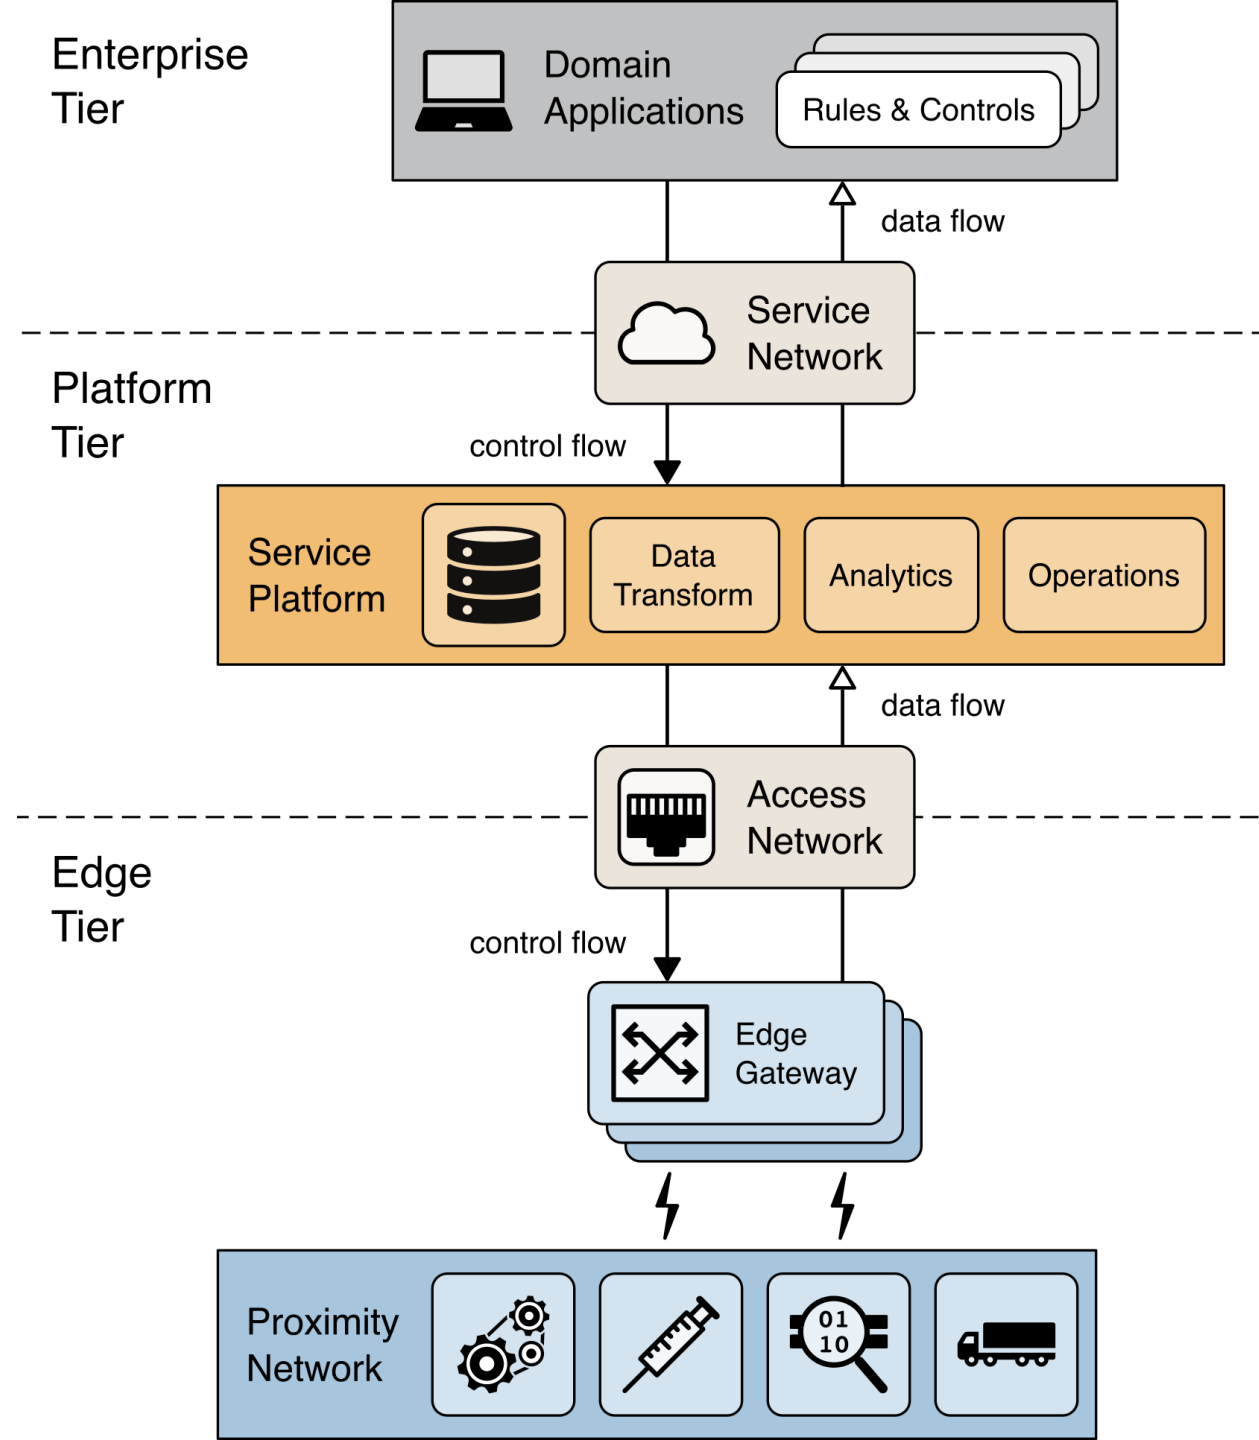 Enterprise
Tier
Domain
Applications
Rules & Controls
data flow
Service
Network
Platform
Tier
control flow
Service
Platform
Data
Transform
Analytics
Operations
data flow
Access
Network
Edge
Tier
control flow
Edge
Gateway
Proximity
Network
01
10